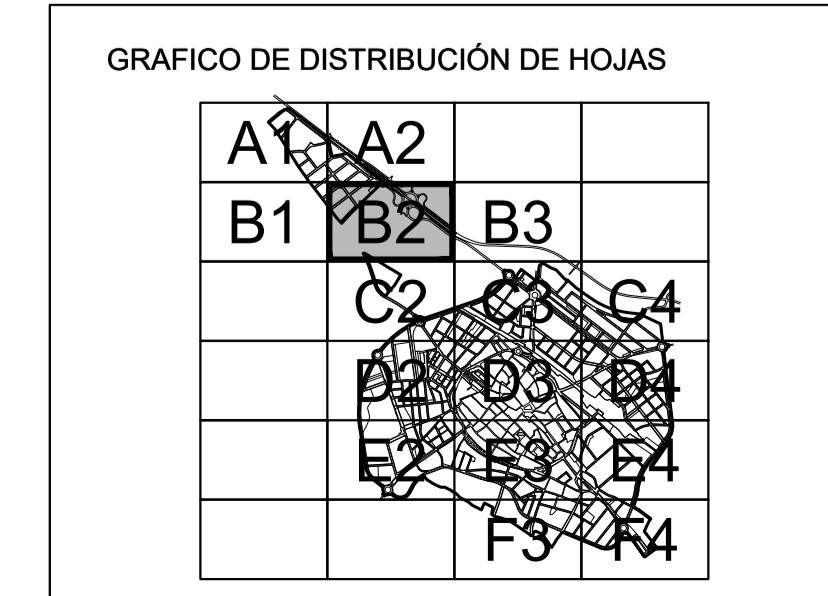 GRAFICO DE DISTRIBUCIÓN DE HOJAS
A1 A2
B1 B2 B3
C2 C3 C4
D2 D3 D4
E2 E3 E4
F3 F4